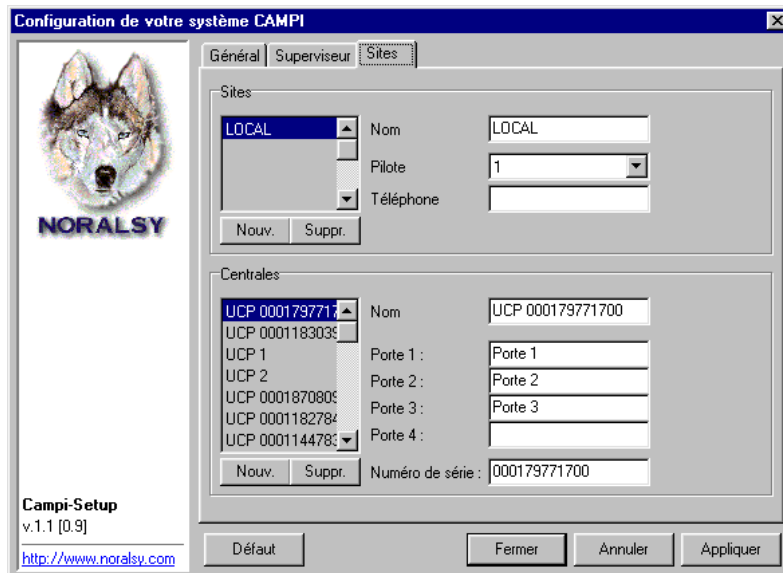 Configuration de votre système CAMPI
Général Superviseur Sites
Sites
LOCAL
Nom LOCAL
Pilote 1
Téléphone
Nouv. Suppr.
NORALSY
Centrales
UCP 0001797717
UCP 0001183039
UCP 1
UCP 2
UCP 0001870809
UCP 0001182784
UCP 0001144783
Nom UCP 000179771700
Porte 1 : Porte 1
Porte 2 : Porte 2
Porte 3 : Porte 3
Porte 4 :
Nouv. Suppr.
Numéro de série : 000179771700
Campi-Setup
v.1.1 [0.9]
http://www.noralsy.com
Défaut Fermer Annuler Appliquer